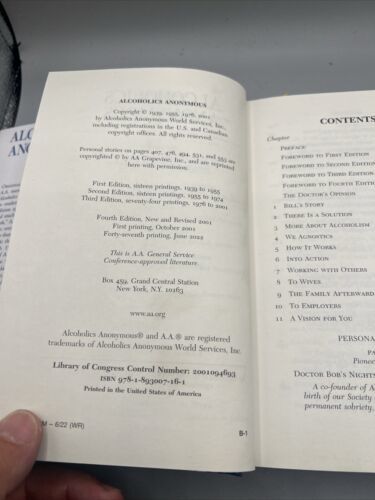 ALCOHOLICS ANONYMOUS
Copyright © 1939, 1955, 1976, 2001
by Alcoholics Anonymous World Services, Inc.,
including registrations in the U.S. and Canadian
copyright offices. All rights reserved.
Personal stories on pages 407, 476, 494, 531, and 553 are
copyrighted © by AA Grapevine, Inc., and are reprinted
here with permission.
First Edition, sixteen printings, 1939 to 1955
Second Edition, sixteen printings, 1955 to 1974
Third Edition, seventy-four printings, 1976 to 2001
Fourth Edition, New and Revised 2001
First printing, October 2001
Forty-seventh printing, June 2022
This is A.A. General Service
Conference-approved literature.
Box 459, Grand Central Station
New York, N.Y. 10163
www.aa.org
Alcoholics Anonymous® and A.A.® are registered
trademarks of Alcoholics Anonymous World Services, Inc.
Library of Congress Control Number: 2001094693
ISBN 978-1-893007-16-1
Printed in the United States of America
M – 6/22 (WR)
B-1
CONTENTS
Chapter
PREFACE
FOREWORD TO FIRST EDITION
FOREWORD TO SECOND EDITION
FOREWORD TO THIRD EDITION
FOREWORD TO FOURTH EDITION
THE DOCTOR'S OPINION
1 BILL'S STORY
2 THERE IS A SOLUTION
3 MORE ABOUT ALCOHOLISM
4 WE AGNOSTICS
5 HOW IT WORKS
6 INTO ACTION
7 WORKING WITH OTHERS
8 TO WIVES
9 THE FAMILY AFTERWARD
10 TO EMPLOYERS
11 A VISION FOR YOU
PERSONA
PA
Pioneer
DOCTOR BOB'S NIGHT
A co-founder of A
birth of our Society
permanent sobriety,